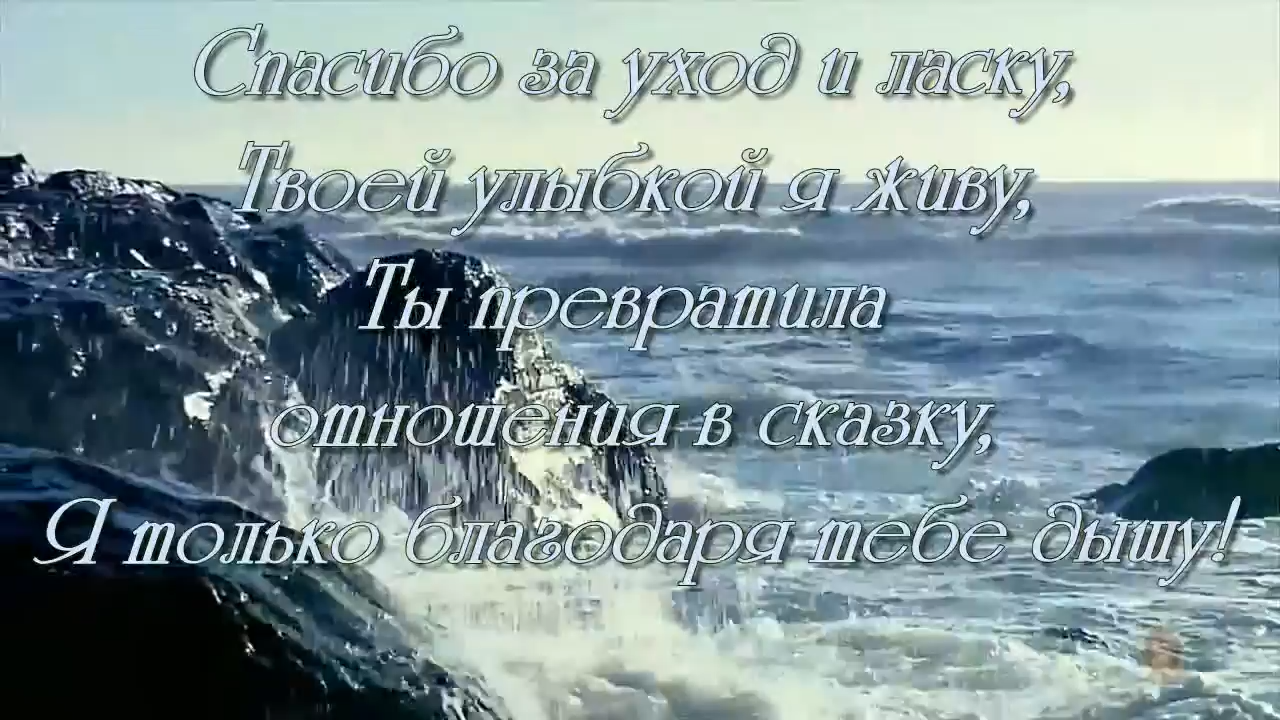 Спасибо за уход и ласку,
Твоей улыбкой я живу,
Ты превратила
отношения в сказку,
Я только благодаря тебе дышу!